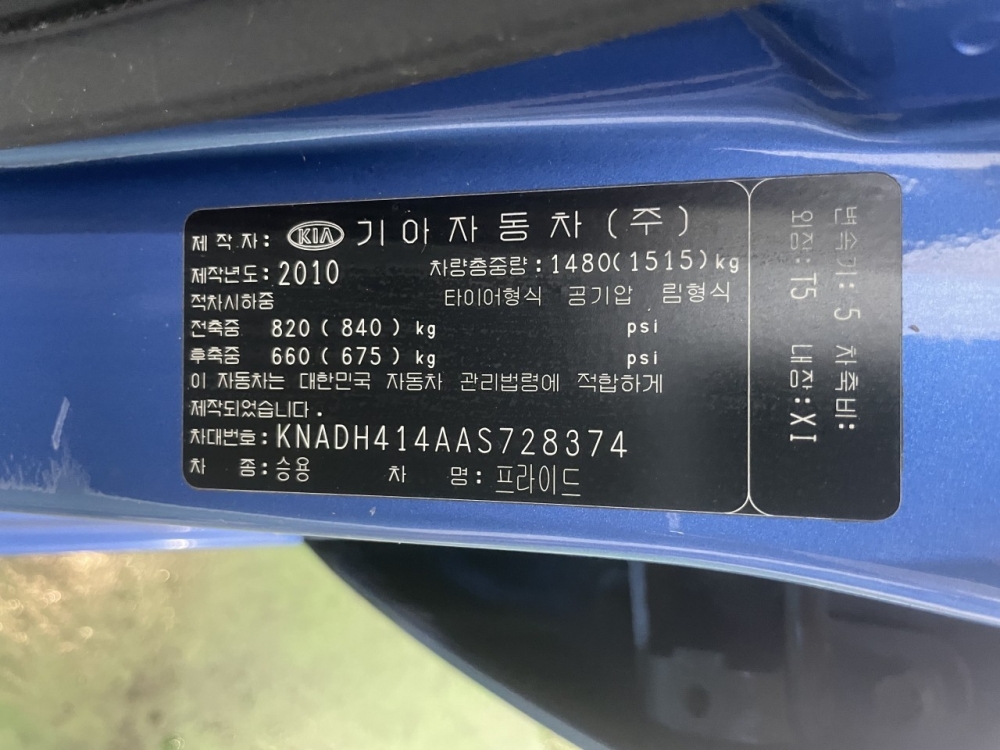 제 작 자: KIA 기 아 자 동 차 ( 주 )
제작년도: 2010 차량총중량: 1480(1515)kg
적차시하중 타이어형식 공기압 림형식
전축중 820 ( 840 ) kg psi
후축중 660 ( 675 ) kg psi
이 자동차는 대한민국 자동차 관리법령에 적합하게
제작되었습니다.
차대번호: KNADH414AAS728374
차 종: 승용 차 명: 프라이드
변속기: 5 차축비:
외장: T5 내장: XI